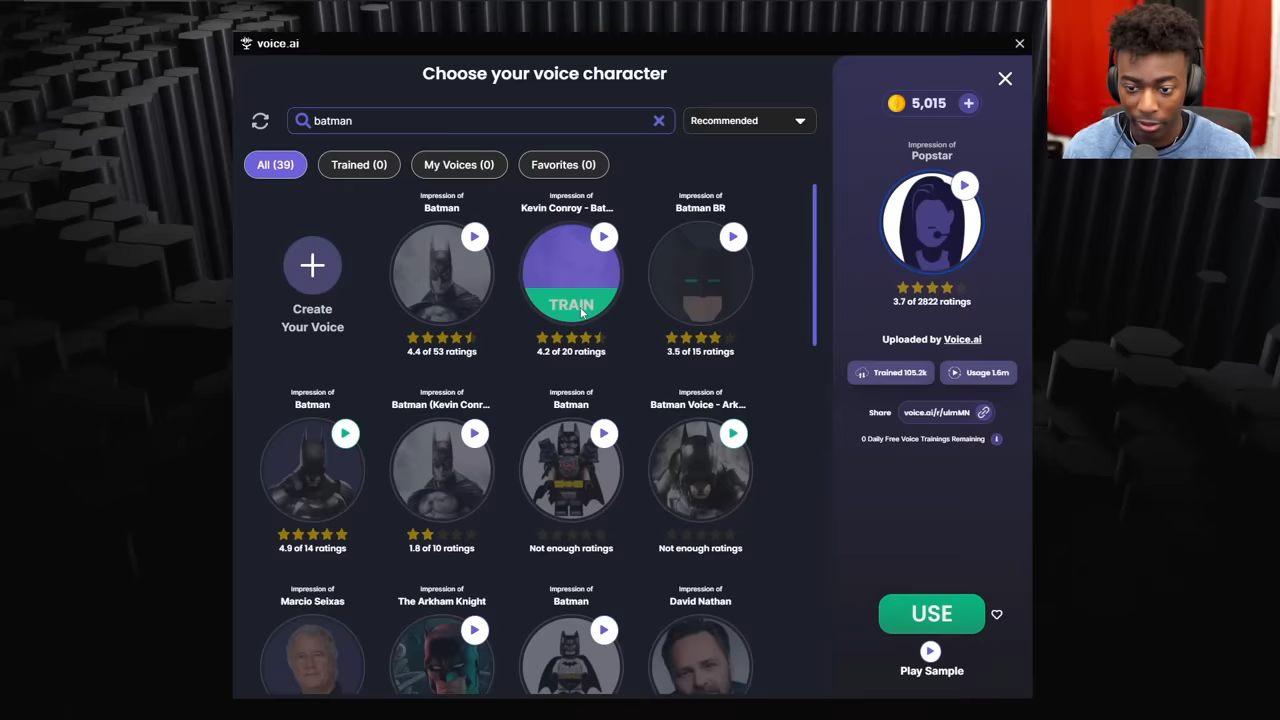 voice.ai
Choose your voice character
batman
Recommended
All (39)
Trained (0)
My Voices (0)
Favorites (0)
Create
Your Voice
Impression of
Batman
4.4 of 53 ratings
Impression of
Kevin Conroy - Bat...
TRAIN
4.2 of 20 ratings
Impression of
Batman BR
3.5 of 15 ratings
Impression of
Batman
4.9 of 14 ratings
Impression of
Batman (Kevin Conr...
1.8 of 10 ratings
Impression of
Batman
Not enough ratings
Impression of
Batman Voice - Ark...
Not enough ratings
Impression of
Marcio Seixas
Impression of
The Arkham Knight
Impression of
Batman
Impression of
David Nathan
5,015
Impression of
Popstar
3.7 of 2822 ratings
Uploaded by Voice.ai
Trained 105.2k
Usage 1.6m
Share voice.ai/r/uImMN
0 Daily Free Voice Trainings Remaining
USE
Play Sample